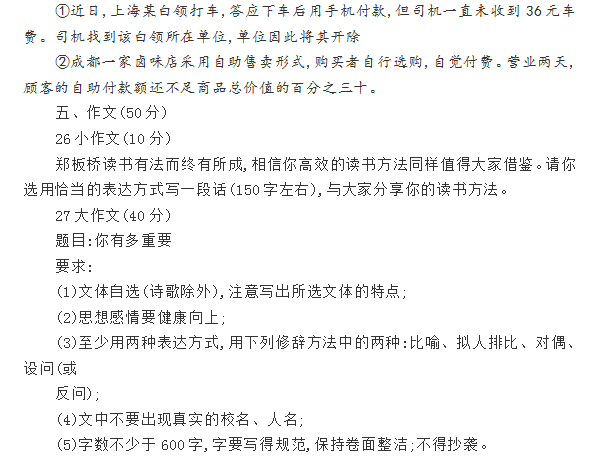 ①近日,上海某白领打车,答应下车后用手机付款,但司机一直未收到36元车
费。司机找到该白领所在单位,单位因此将其开除
②成都一家卤味店采用自助售卖形式,购买者自行选购,自觉付费。营业两天,
顾客的自助付款额还不足商品总价值的百分之三十。
五、作文(50分)
26小作文(10分)
郑板桥读书有法而终有所成,相信你高效的读书方法同样值得大家借鉴。请你
选用恰当的表达方式写一段话(150字左右),与大家分享你的读书方法。
27大作文(40分)
题目:你有多重要
要求:
(1)文体自选(诗歌除外),注意写出所选文体的特点;
(2)思想感情要健康向上;
(3)至少用两种表达方式,用下列修辞方法中的两种:比喻、拟人排比、对偶、
设问(或
反问);
(4)文中不要出现真实的校名、人名;
(5)字数不少于600字,字要写得规范,保持卷面整洁;不得抄袭。